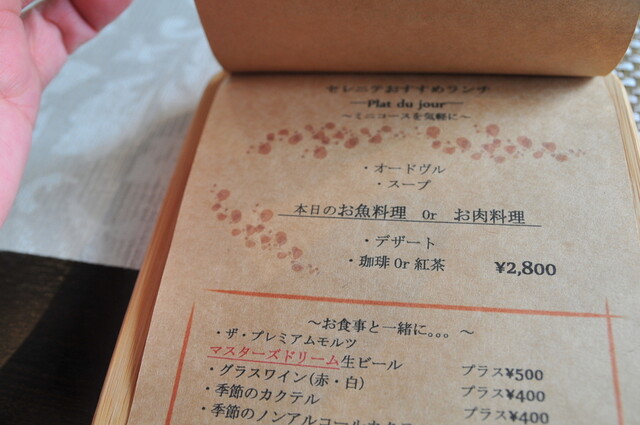 セレニテおすすめランチ
―Plat du jour―
～ミニコースを気軽に～
・オードヴル
・スープ
本日のお魚料理 Or お肉料理
・デザート
・珈琲 Or 紅茶 ¥2,800
～お食事と一緒に。。。～
・ザ・プレミアムモルツ
マスターズドリーム生ビール プラス¥500
・グラスワイン(赤・白) プラス¥400
・季節のカクテル プラス¥400
・季節のノンアルコールカクテ